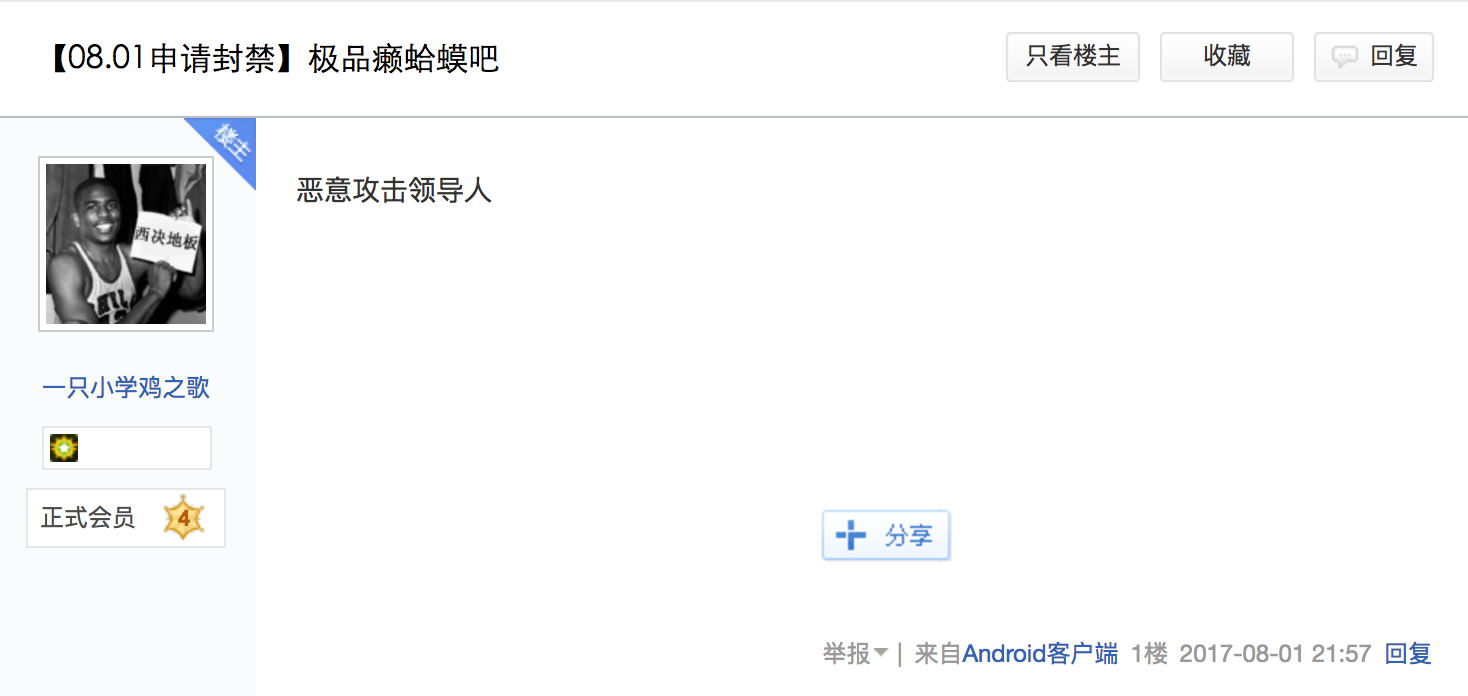 【08.01申请封禁】极品癞蛤蟆吧
只看楼主
收藏
回复
楼主
西决地板
恶意攻击领导人
一只小学鸡之歌
正式会员 4
分享
举报 | 来自Android客户端 1楼 2017-08-01 21:57 回复